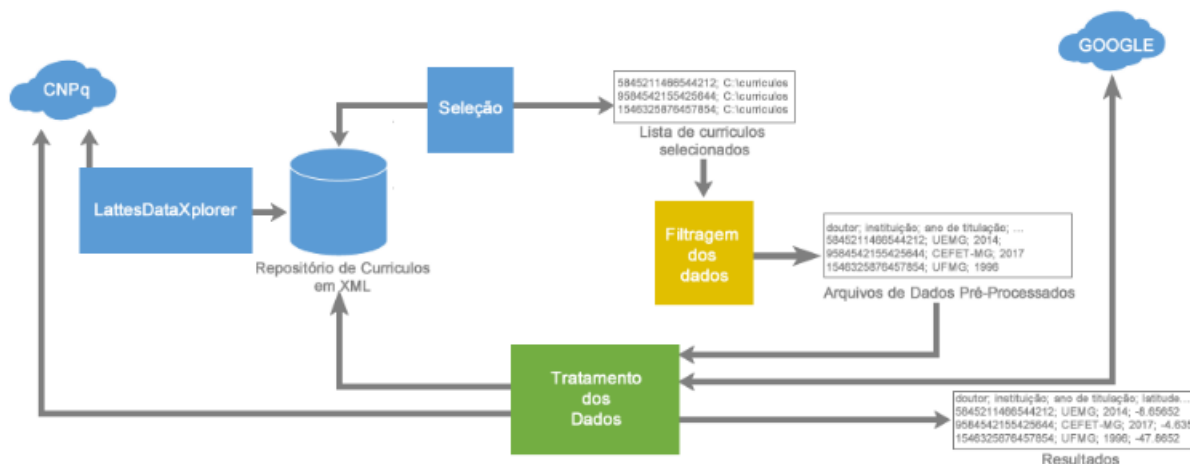 CNPq
GOOGLE
LattesDataXplorer
Repositório de Curriculos
em XML
Seleção
5845211466544212; C:\curriculos
9584542155425644; C:\curriculos
1546325876457854; C:\curriculos
Lista de curriculos
selecionados
Filtragem
dos
dados
doutor; instituição; ano de titulação; ...
5845211466544212; UEMG; 2014;
9584542155425644; CEFET-MG; 2017
1546325876457854; UFMG; 1996
Arquivos de Dados Pré-Processados
Tratamento
dos
Dados
doutor; instituição; ano de titulação; latitude...
5845211466544212; UEMG; 2014; -8.65652
9584542155425644; CEFET-MG; 2017; -4.635
1546325876457854; UFMG; 1996; -47.8652
Resultados